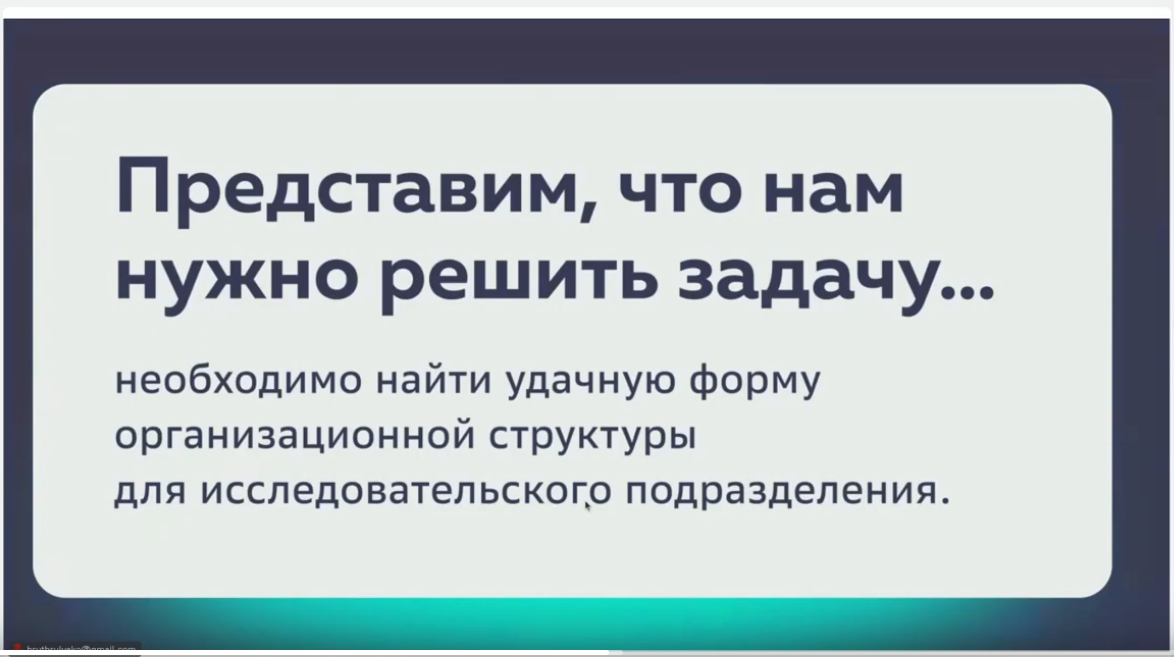 Представим, что нам
нужно решить задачу...
необходимо найти удачную форму
организационной структуры
для исследовательского подразделения.